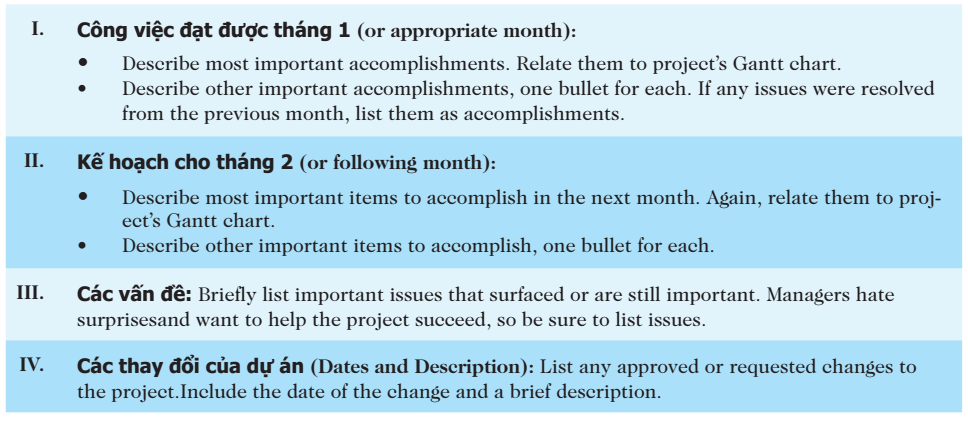 I. Công việc đạt được tháng 1 (or appropriate month):
• Describe most important accomplishments. Relate them to project's Gantt chart.
• Describe other important accomplishments, one bullet for each. If any issues were resolved
from the previous month, list them as accomplishments.
II. Kế hoạch cho tháng 2 (or following month):
• Describe most important items to accomplish in the next month. Again, relate them to proj-
ect's Gantt chart.
• Describe other important items to accomplish, one bullet for each.
III. Các vấn đề: Briefly list important issues that surfaced or are still important. Managers hate
surprisesand want to help the project succeed, so be sure to list issues.
IV. Các thay đổi của dự án (Dates and Description): List any approved or requested changes to
the project.Include the date of the change and a brief description.